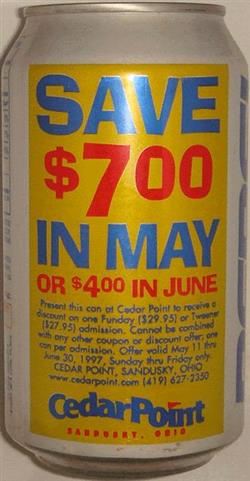 SAVE
$7.00
IN MAY
OR $4.00 IN JUNE
Present this can at Cedar Point to receive a
discount on one Funday ($29.95) or Tweener
($27.95) admission. Cannot be combined
with any other coupon or discount offer; one
can per admission. Offer valid May 11 thru
June 30, 1997, Sunday thru Friday only.
CEDAR POINT, SANDUSKY, OHIO
www.cedarpoint.com (419) 627-2350
CedarPoint
SANDUSKY, OHIO